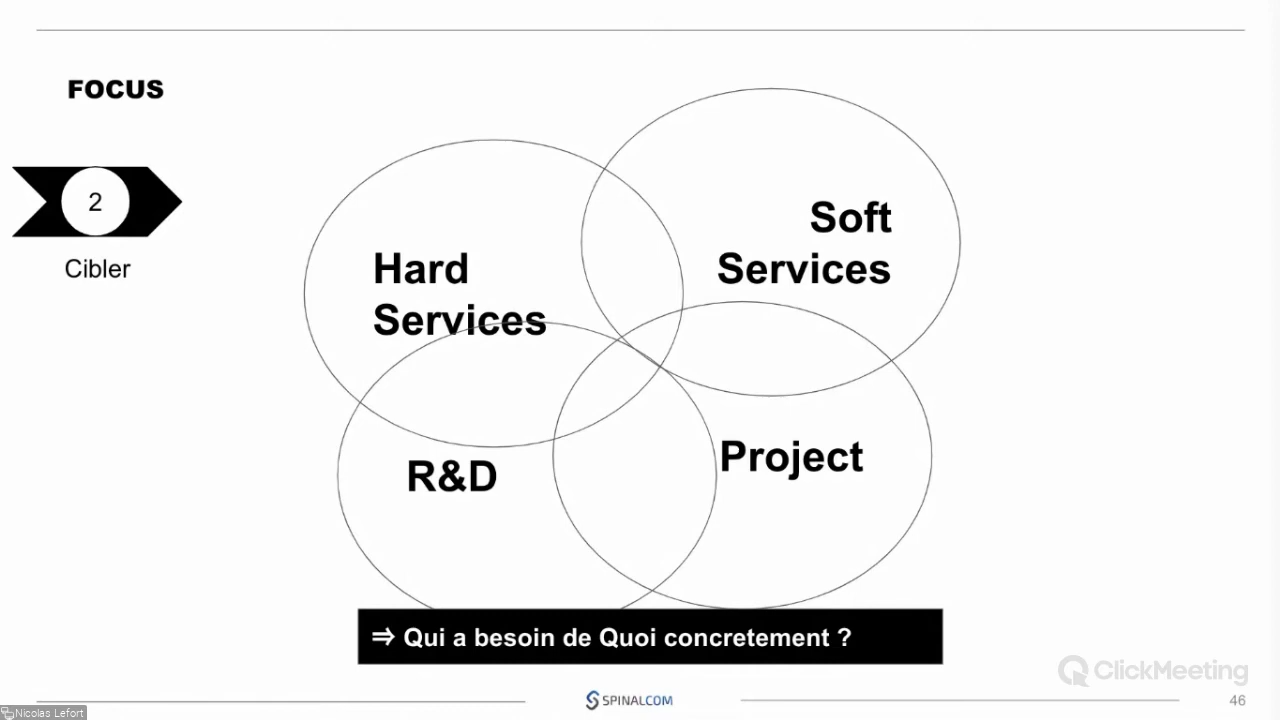 FOCUS
2
Cibler
Hard
Services
Soft
Services
R&D
Project
⇒ Qui a besoin de Quoi concretement ?
ClickMeeting
SPINALCOM
46
Nicolas Lefort